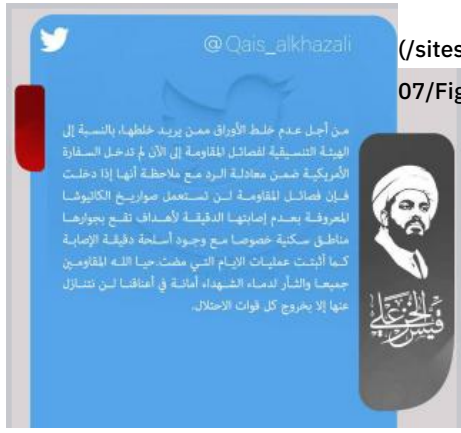 @Qais_alkhazali
(/sites
07/Fig
من أجل عدم خلط الأوراق ممن يريد خلطها، بالنسبة إلى
الهيئة التنسيقية لفصائل المقاومة إلى الآن لم تدخل السفارة
الأمريكية ضمن معادلة الرد مع ملاحظة أنها إذا دخلت
فإن فصائل المقاومة لن تستعمل صواريخ الكاتيوشا
المعروفة بعدم إصابتها الدقيقة لأهداف تقع بجوارها
مناطق سكنية خصوصا مع وجود أسلحة دقيقة الإصابة
كما أثبتت عمليات الايام التي مضت.حيا الله المقاومين
جميعا والثأر لدماء الشهداء أمانة في أعناقنا لن نتنازل
عنها إلا بخروج كل قوات الاحتلال.
قيس الخزعلي